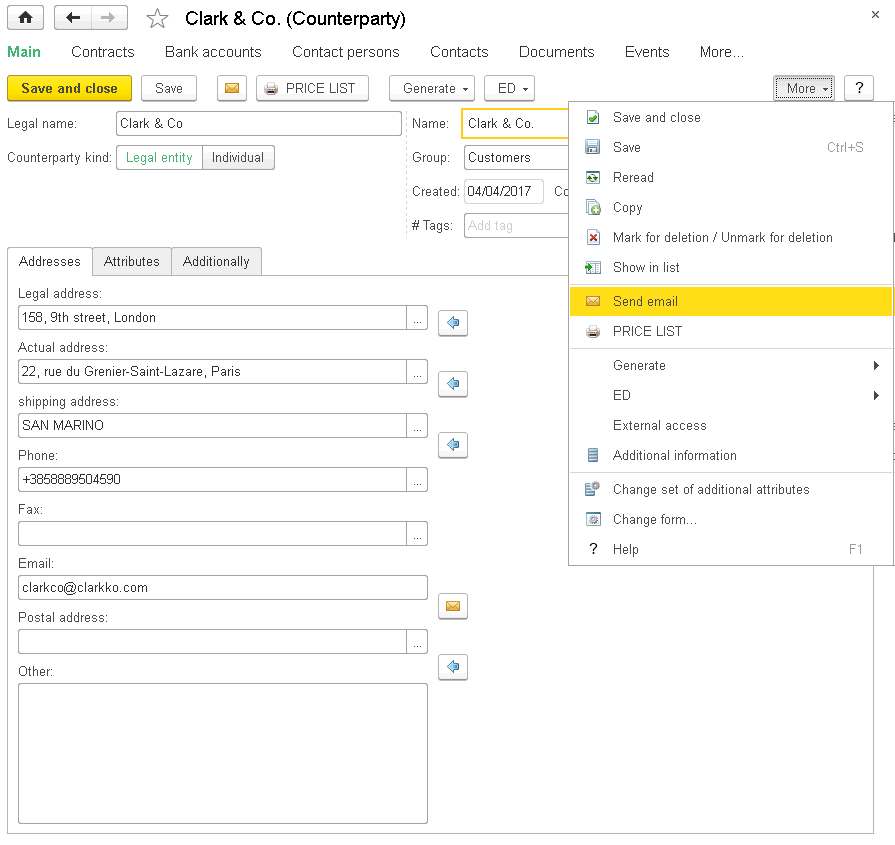 Clark & Co. (Counterparty)
Main Contracts Bank accounts Contact persons Contacts Documents Events More...
Save and close Save PRICE LIST Generate ED More ?
Legal name: Clark & Co Name: Clark & Co.
Counterparty kind: Legal entity Individual Group: Customers
Created: 04/04/2017 Co
# Tags: Add tag
Addresses Attributes Additionally
Legal address:
158, 9th street, London ...
Actual address:
22, rue du Grenier-Saint-Lazare, Paris ...
shipping address:
SAN MARINO ...
Phone:
+3858889504590 ...
Fax:
...
Email:
clarkco@clarkko.com
Postal address:
...
Other:
Save and close
Save Ctrl+S
Reread
Copy
Mark for deletion / Unmark for deletion
Show in list
Send email
PRICE LIST
Generate
ED
External access
Additional information
Change set of additional attributes
Change form...
? Help F1